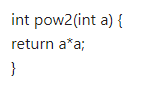 int pow2(int a) {
return a*a;
}